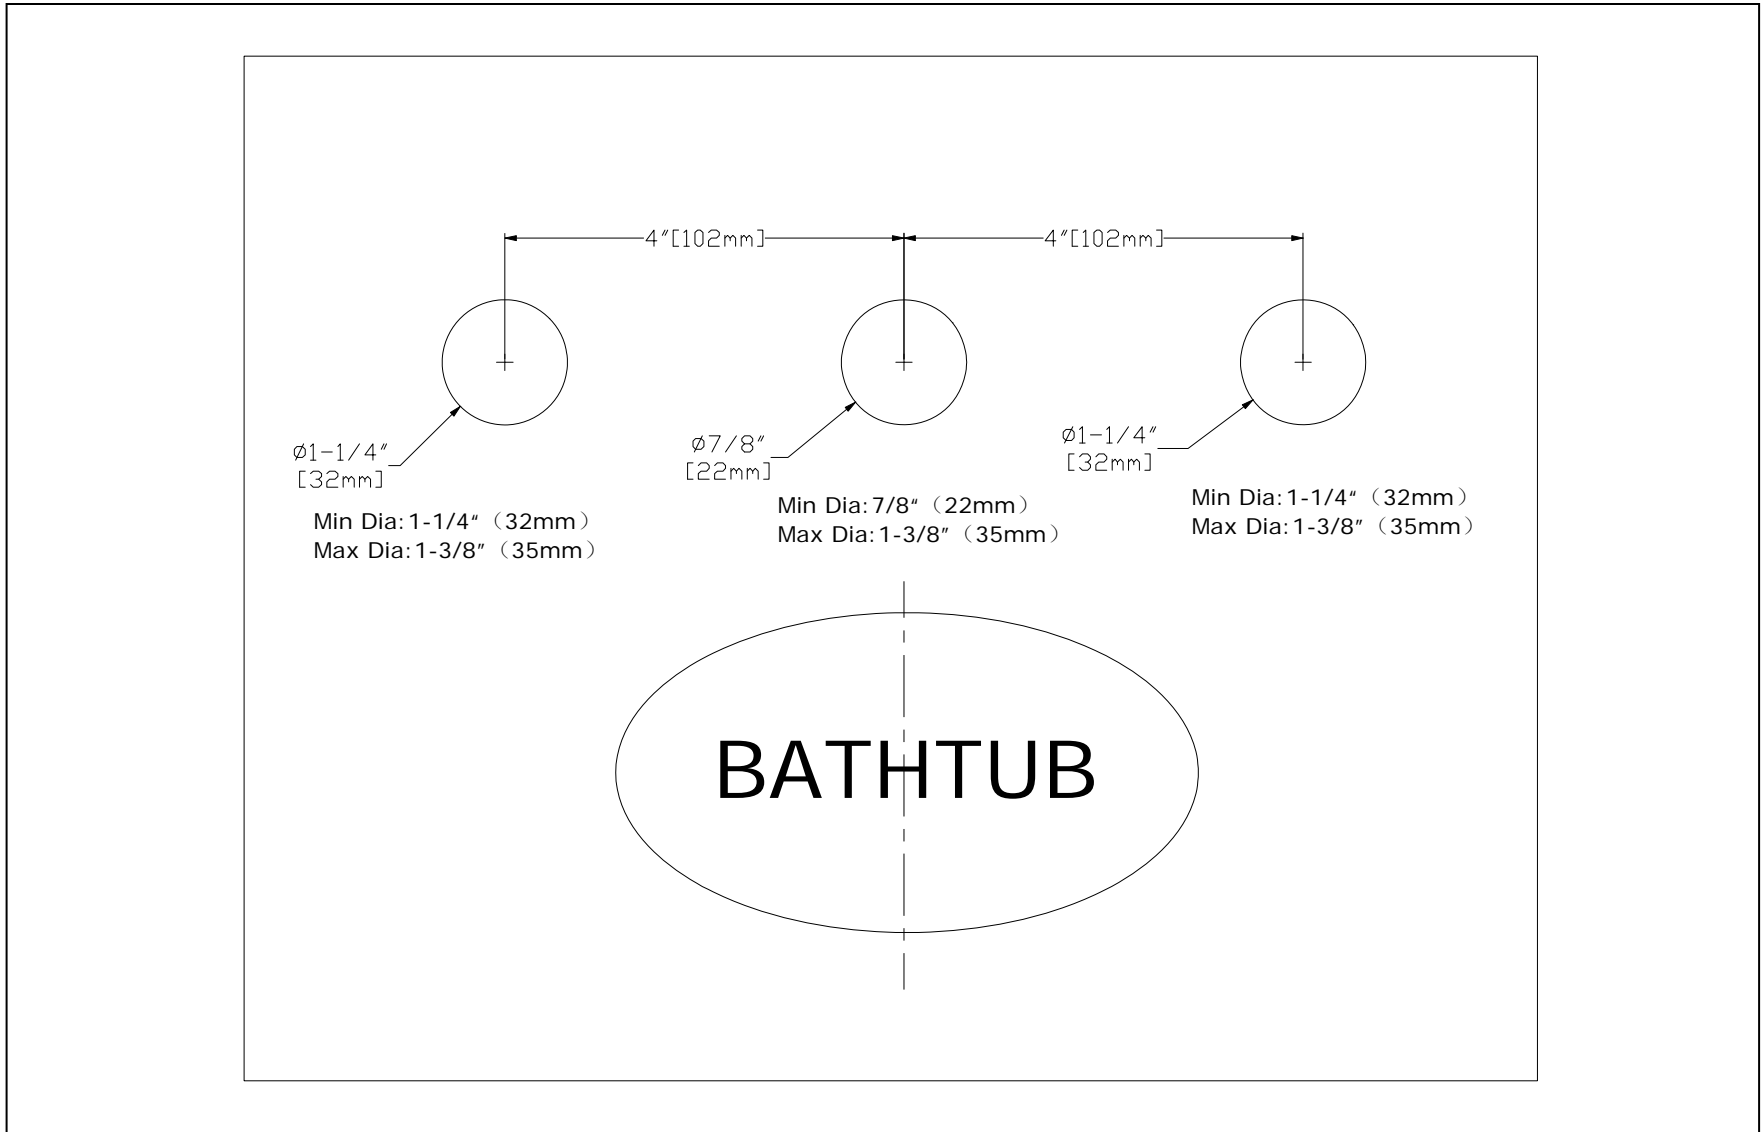 4"[102mm]
4"[102mm]
Ø1-1/4"
[32mm]
Min Dia:1-1/4“（32mm）
Max Dia:1-3/8”（35mm）
Ø7/8"
[22mm]
Min Dia:7/8“（22mm）
Max Dia:1-3/8”（35mm）
Ø1-1/4"
[32mm]
Min Dia:1-1/4“（32mm）
Max Dia:1-3/8”（35mm）
BATHTUB